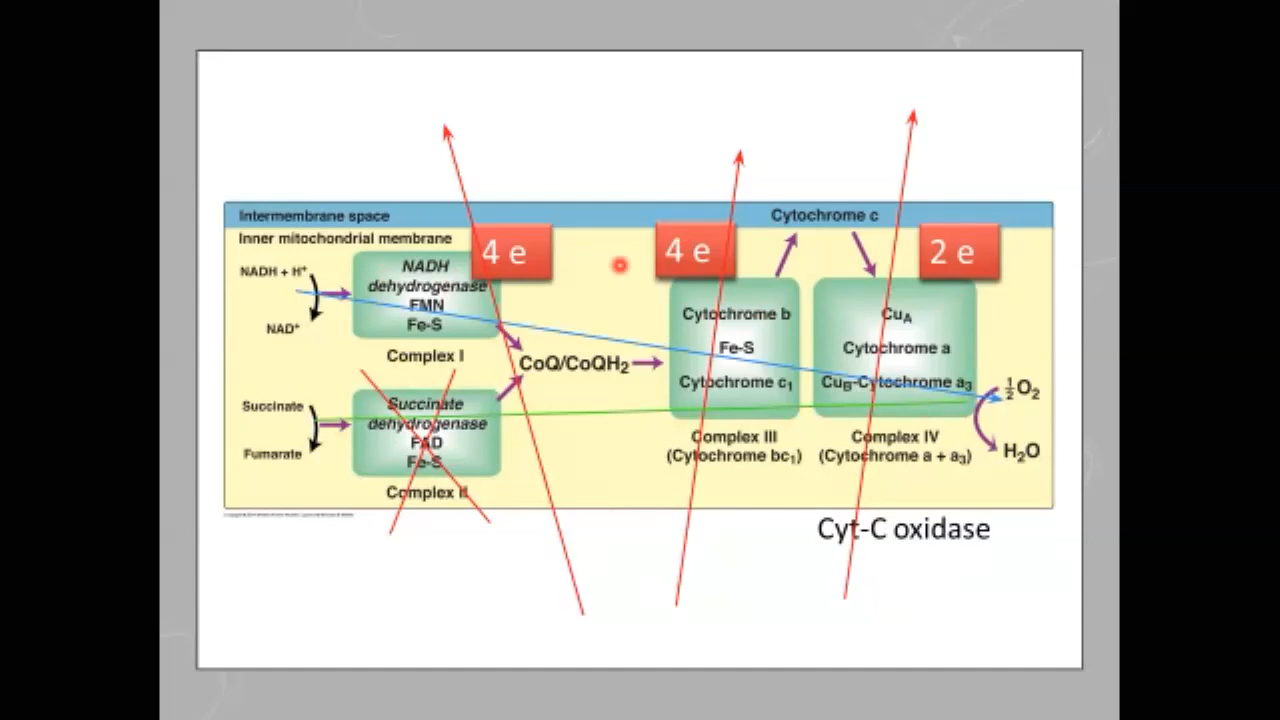 Intermembrane space
Cytochrome c
Inner mitochondrial membrane
4 e
4 e
2 e
NADH + H⁺
NAD⁺
NADH
dehydrogenase
FMN
Fe-S
Complex I
CoQ/CoQH₂
Cytochrome b
Fe-S
Cytochrome c₁
Complex III
(Cytochrome bc₁)
Cu_A
Cytochrome a
Cu_B-Cytochrome a₃
Complex IV
(Cytochrome a + a₃)
½O₂
H₂O
Succinate
Fumarate
Succinate
dehydrogenase
FAD
Fe-S
Complex II
Cyt-C oxidase